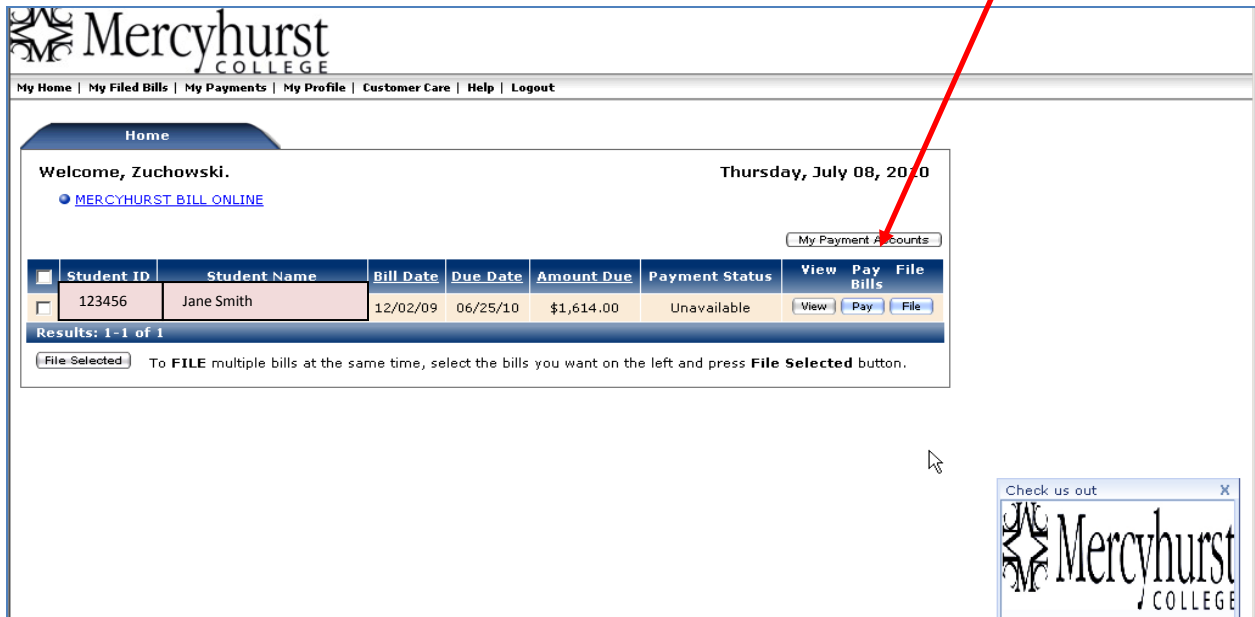 Mercyhurst
COLLEGE
My Home | My Filed Bills | My Payments | My Profile | Customer Care | Help | Logout
Home
Welcome, Zuchowski.
Thursday, July 08, 2010
MERCYHURST BILL ONLINE
My Payment Accounts
Student ID Student Name Bill Date Due Date Amount Due Payment Status View Pay File
Bills
123456 Jane Smith 12/02/09 06/25/10 $1,614.00 Unavailable View Pay File
Results: 1-1 of 1
File Selected To FILE multiple bills at the same time, select the bills you want on the left and press File Selected button.
Check us out X
Mercyhurst
COLLEGE